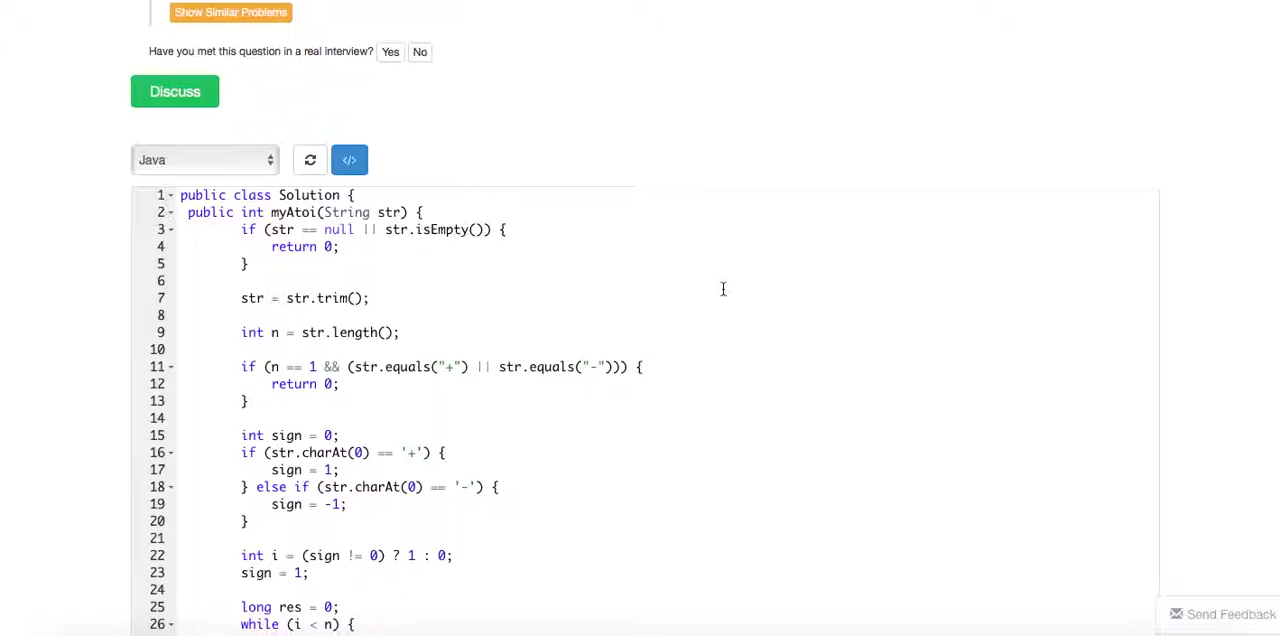 Show Similar Problems
Have you met this question in a real interview? Yes No
Discuss
Java </>
1 public class Solution {
2 public int myAtoi(String str) {
3 if (str == null || str.isEmpty()) {
4 return 0;
5 }
6
7 str = str.trim();
8
9 int n = str.length();
10
11 if (n == 1 && (str.equals("+") || str.equals("-"))) {
12 return 0;
13 }
14
15 int sign = 0;
16 if (str.charAt(0) == '+') {
17 sign = 1;
18 } else if (str.charAt(0) == '-') {
19 sign = -1;
20 }
21
22 int i = (sign != 0) ? 1 : 0;
23 sign = 1;
24
25 long res = 0;
26 while (i < n) {
Send Feedback